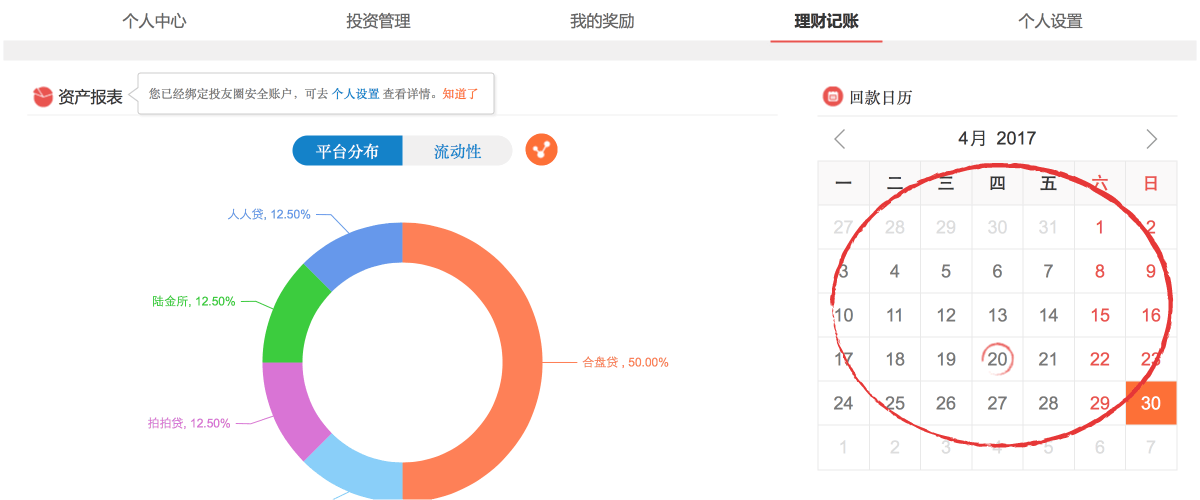 个人中心 投资管理 我的奖励 理财记账 个人设置
资产报表
您已经绑定投友圈安全账户，可去 个人设置 查看详情。知道了
平台分布 流动性
人人贷, 12.50%
陆金所, 12.50%
合盘贷 , 50.00%
拍拍贷, 12.50%
回款日历
4月 2017
一 二 三 四 五 六 日
27 28 29 30 31 1 2
3 4 5 6 7 8 9
10 11 12 13 14 15 16
17 18 19 20 21 22 23
24 25 26 27 28 29 30
1 2 3 4 5 6 7